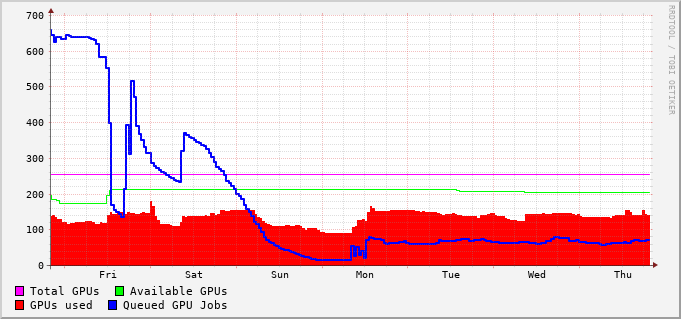 700
600
500
400
300
200
100
0
Fri Sat Sun Mon Tue Wed Thu
Total GPUs Available GPUs
GPUs used Queued GPU Jobs
RRDTOOL / TOBI OETIKER